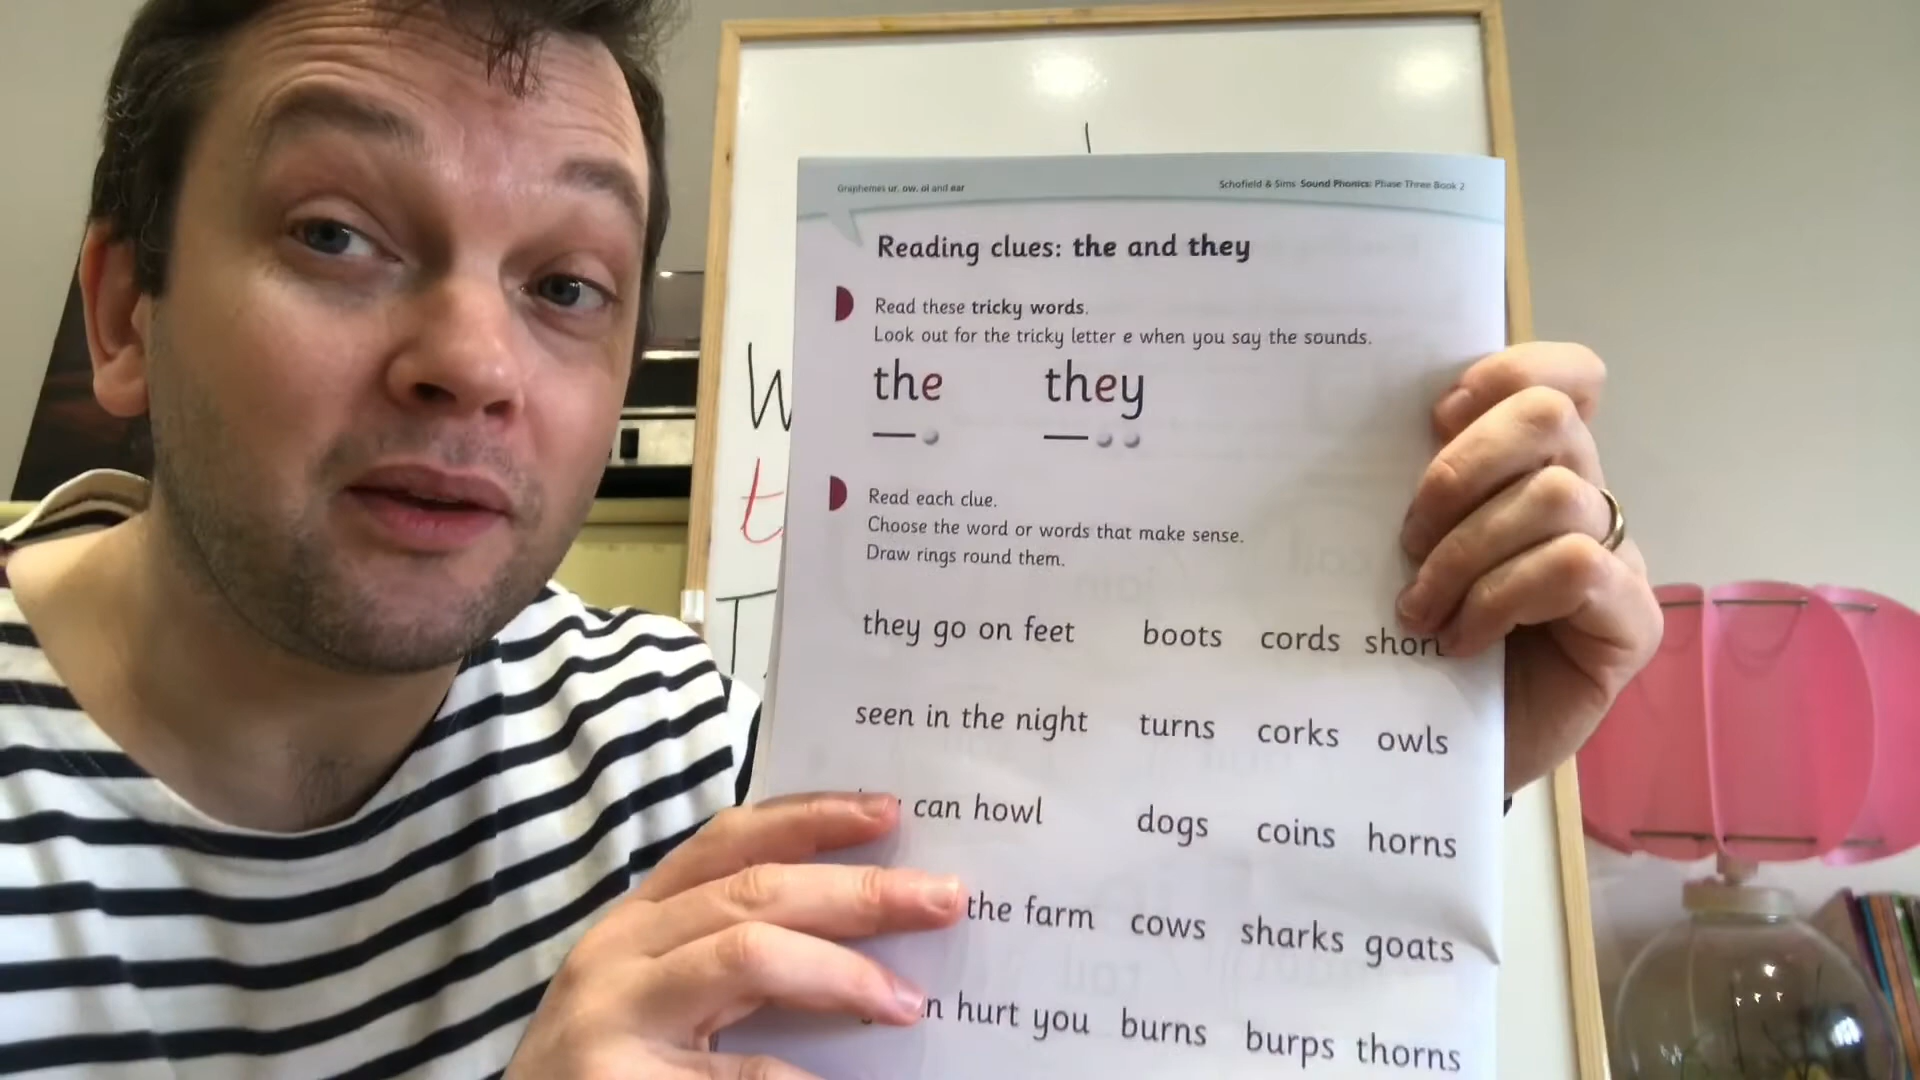 Graphemes ur, ow, oi and ear
Schofield & Sims Sound Phonics: Phase Three Book 2
Reading clues: the and they
Read these tricky words.
Look out for the tricky letter e when you say the sounds.
the they
Read each clue.
Choose the word or words that make sense.
Draw rings round them.
they go on feet boots cords short
seen in the night turns corks owls
can howl dogs coins horns
the farm cows sharks goats
hurt you burns burps thorns
W
t
T